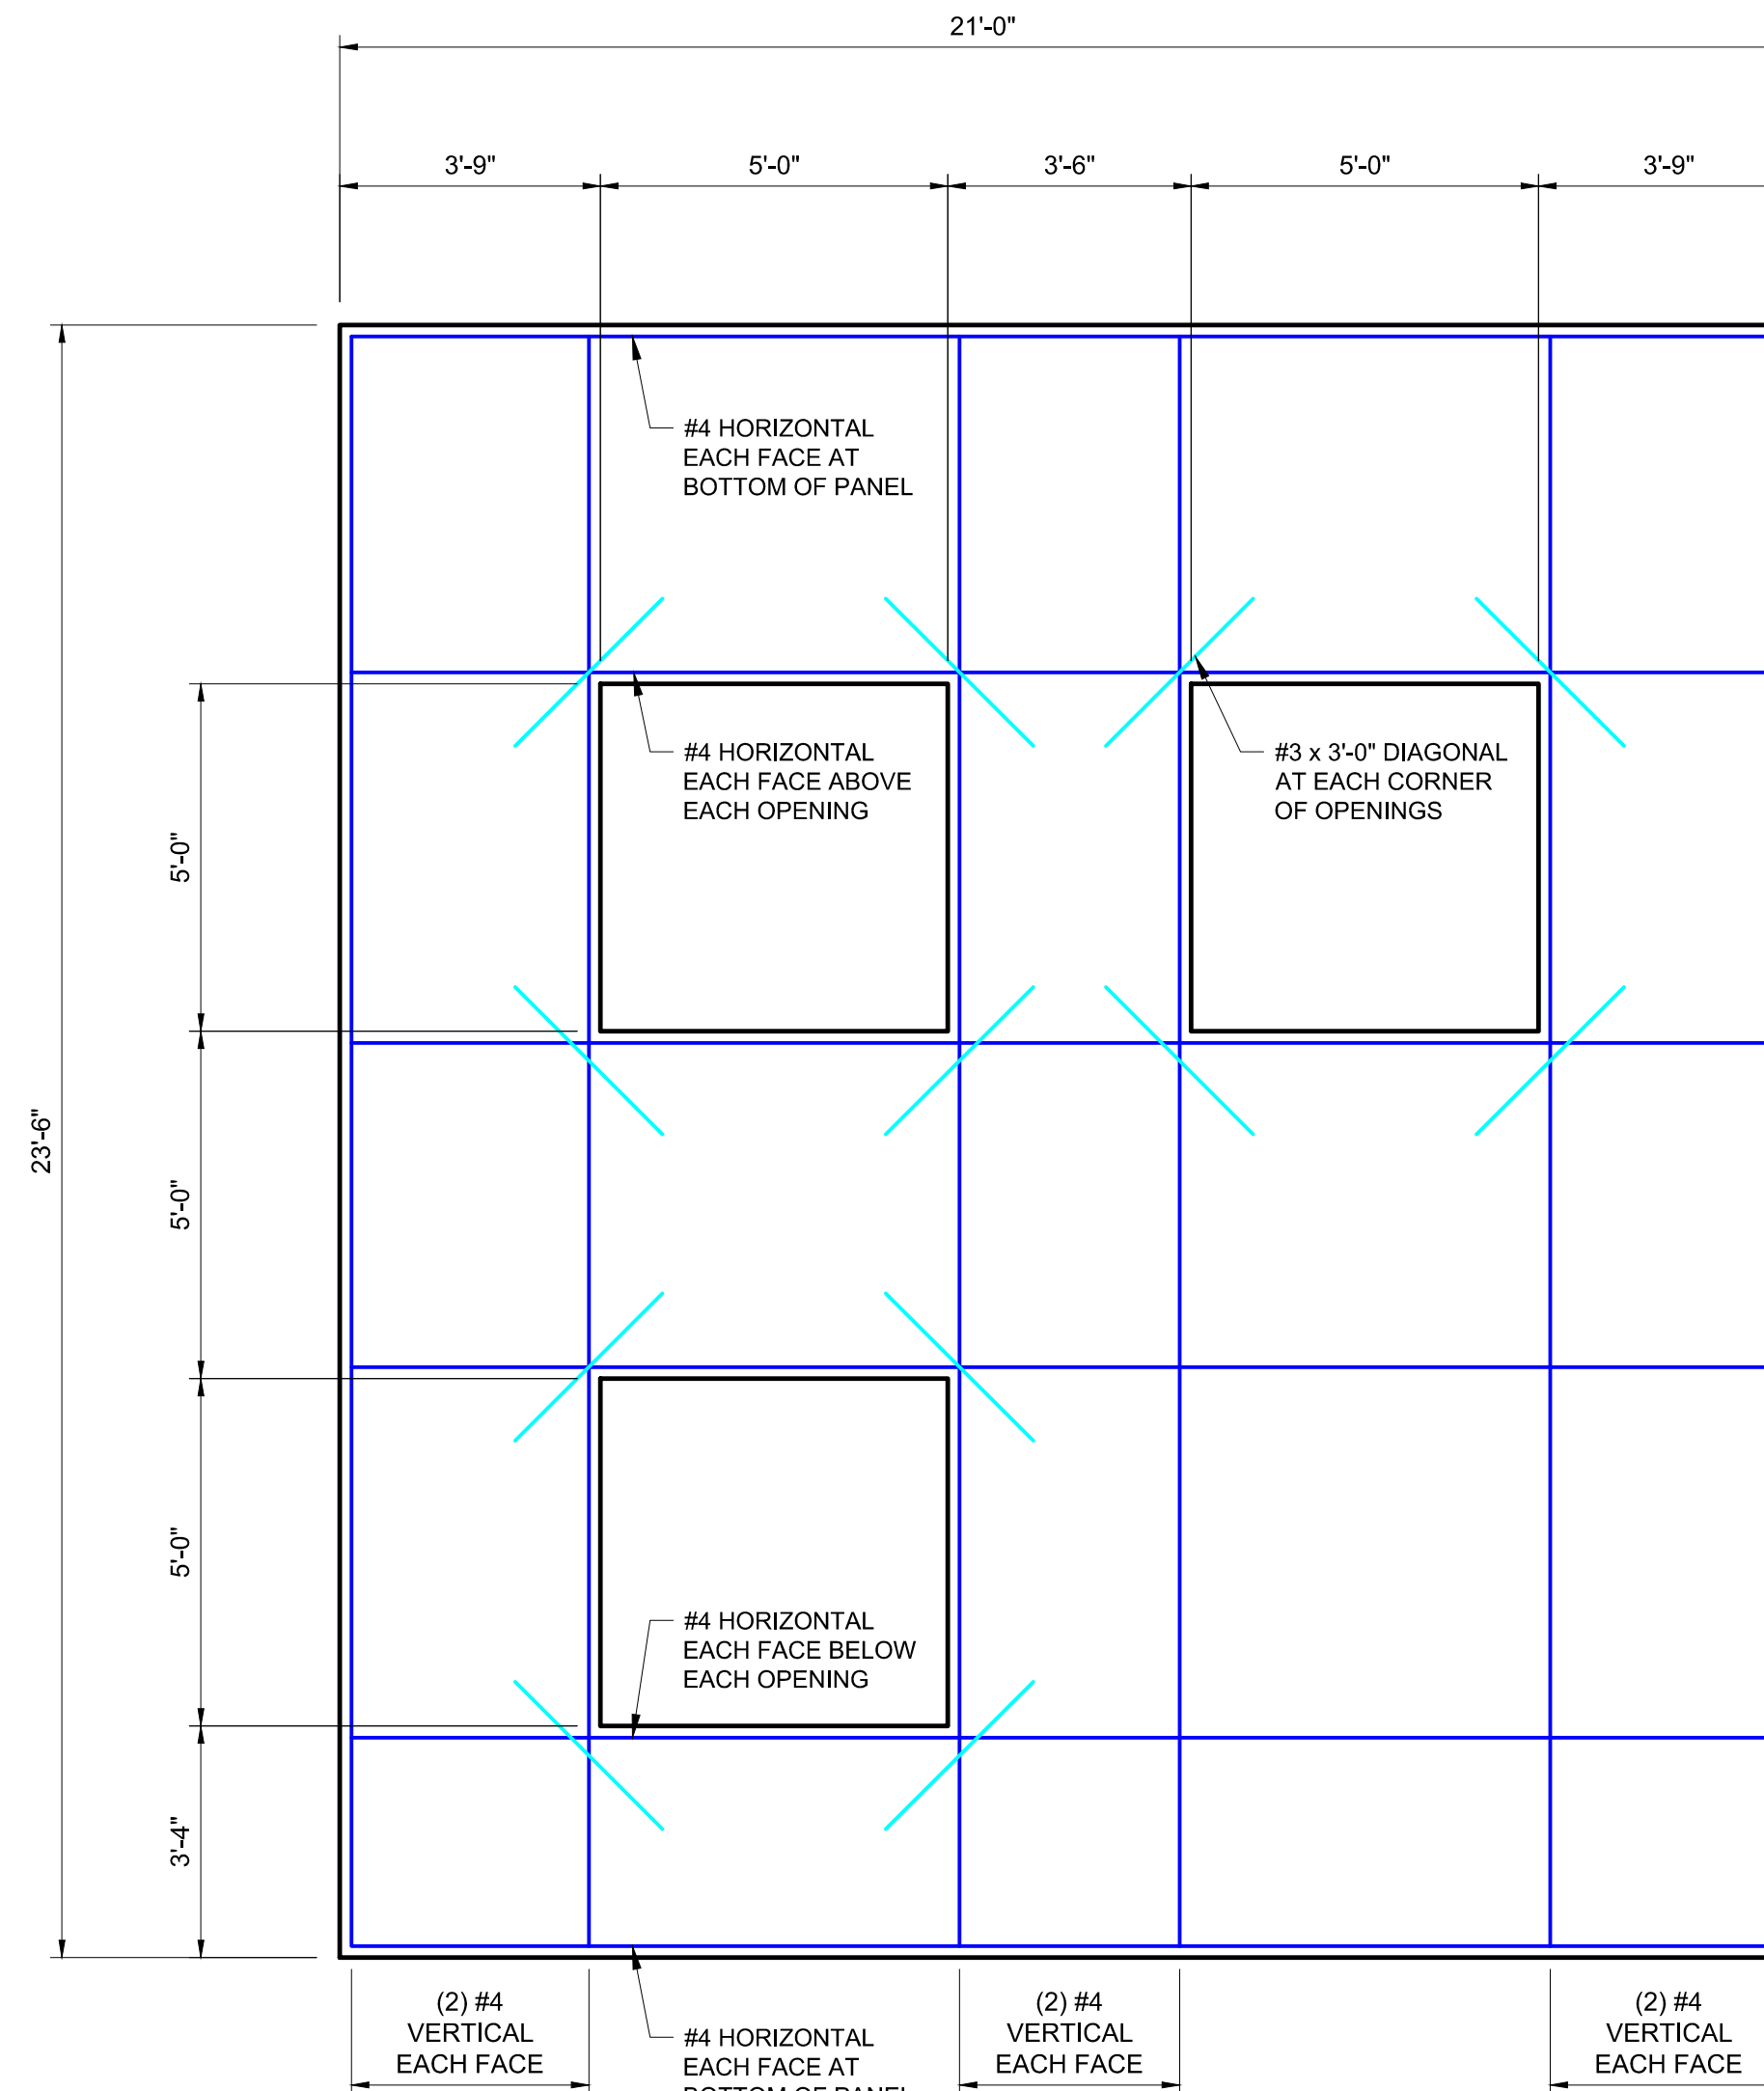 21'-0"
3'-9"
5'-0"
3'-6"
5'-0"
3'-9"
#4 HORIZONTAL
EACH FACE AT
BOTTOM OF PANEL
#4 HORIZONTAL
EACH FACE ABOVE
EACH OPENING
#3 x 3'-0" DIAGONAL
AT EACH CORNER
OF OPENINGS
5'-0"
23'-6"
5'-0"
5'-0"
#4 HORIZONTAL
EACH FACE BELOW
EACH OPENING
3'-4"
(2) #4
VERTICAL
EACH FACE
#4 HORIZONTAL
EACH FACE AT
BOTTOM OF PANEL
(2) #4
VERTICAL
EACH FACE
(2) #4
VERTICAL
EACH FACE